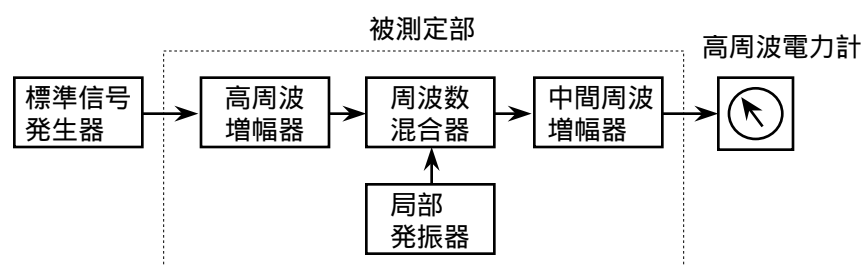 被測定部
高周波電力計
標準信号
発生器
高周波
増幅器
周波数
混合器
中間周波
増幅器
局部
発振器